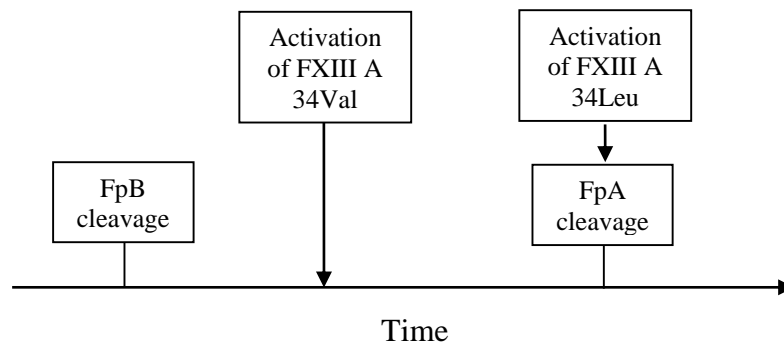 Activation
of FXIII A
34Val
Activation
of FXIII A
34Leu
FpB
cleavage
FpA
cleavage
Time